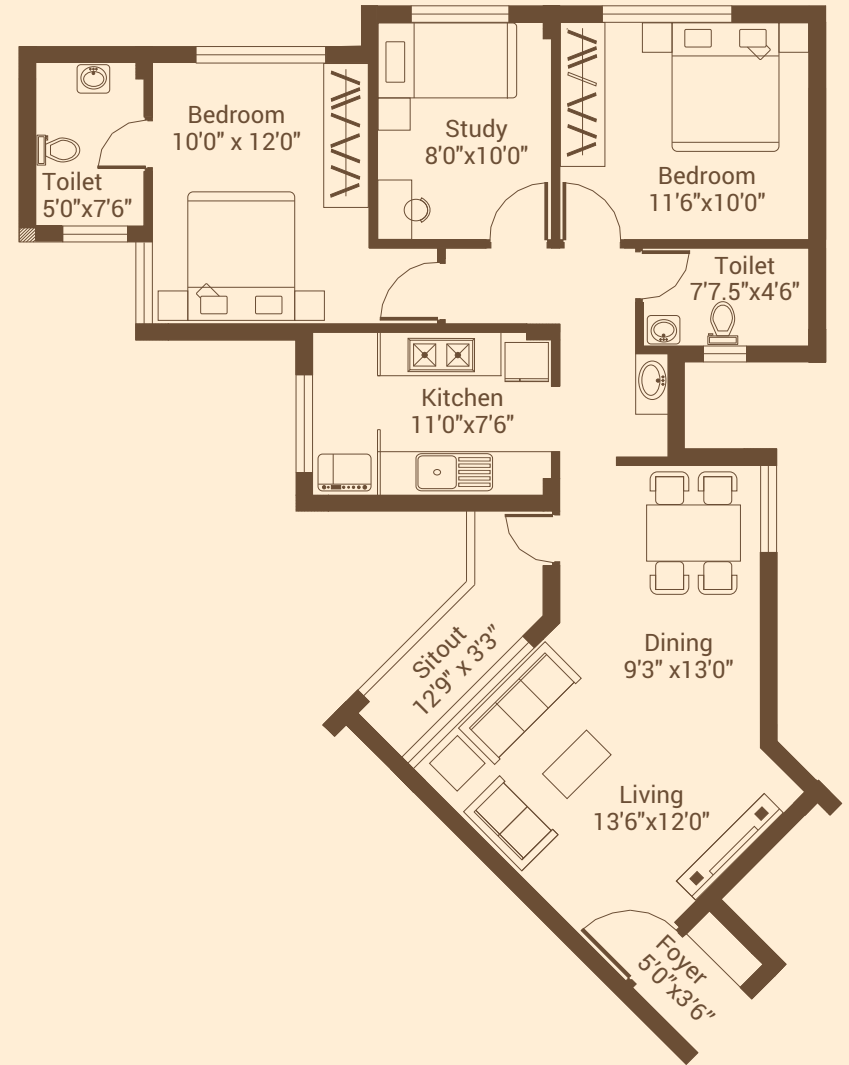 Bedroom
10'0" x 12'0"
Study
8'0"x10'0"
Bedroom
11'6"x10'0"
Toilet
5'0"x7'6"
Toilet
7'7.5"x4'6"
Kitchen
11'0"x7'6"
Sitout
12'9" x 3'3"
Dining
9'3" x13'0"
Living
13'6"x12'0"
Foyer
5'0"x3'6"